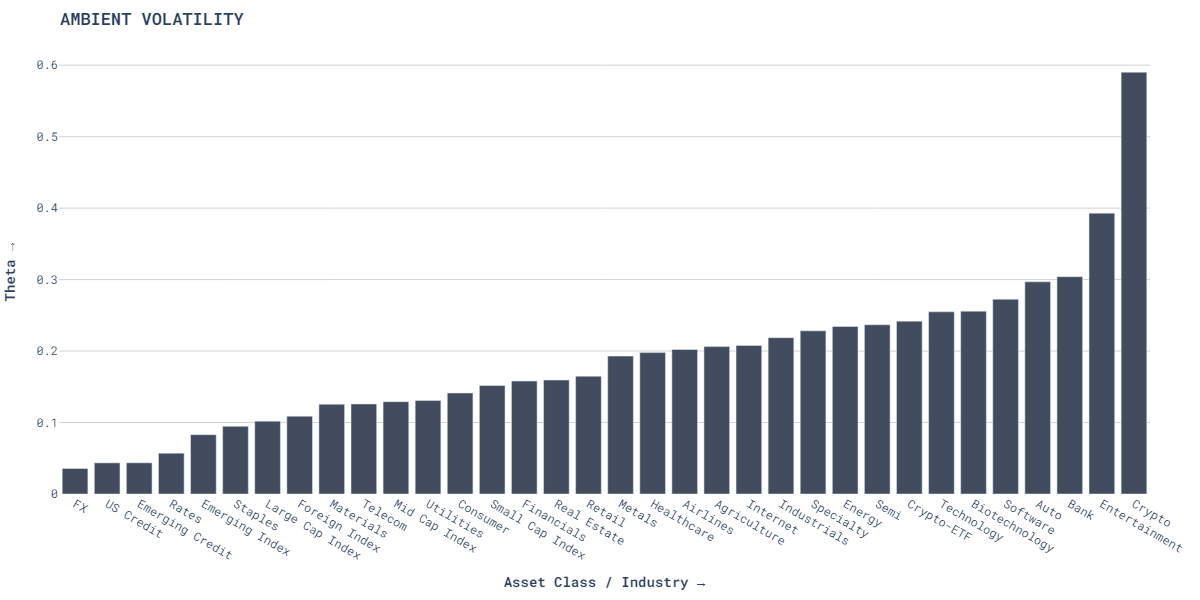 AMBIENT VOLATILITY
0.6
0.5
0.4
0.3
0.2
0.1
0
Theta →
FX
US Credit
Emerging Credit
Rates
Emerging Index
Staples
Large Cap Index
Foreign Index
Materials
Telecom
Mid Cap Index
Utilities
Consumer
Small Cap Index
Financials
Real Estate
Retail
Metals
Healthcare
Airlines
Agriculture
Internet
Industrials
Specialty
Energy
Semi
Crypto-ETF
Technology
Biotechnology
Software
Auto
Bank
Entertainment
Crypto
Asset Class / Industry →